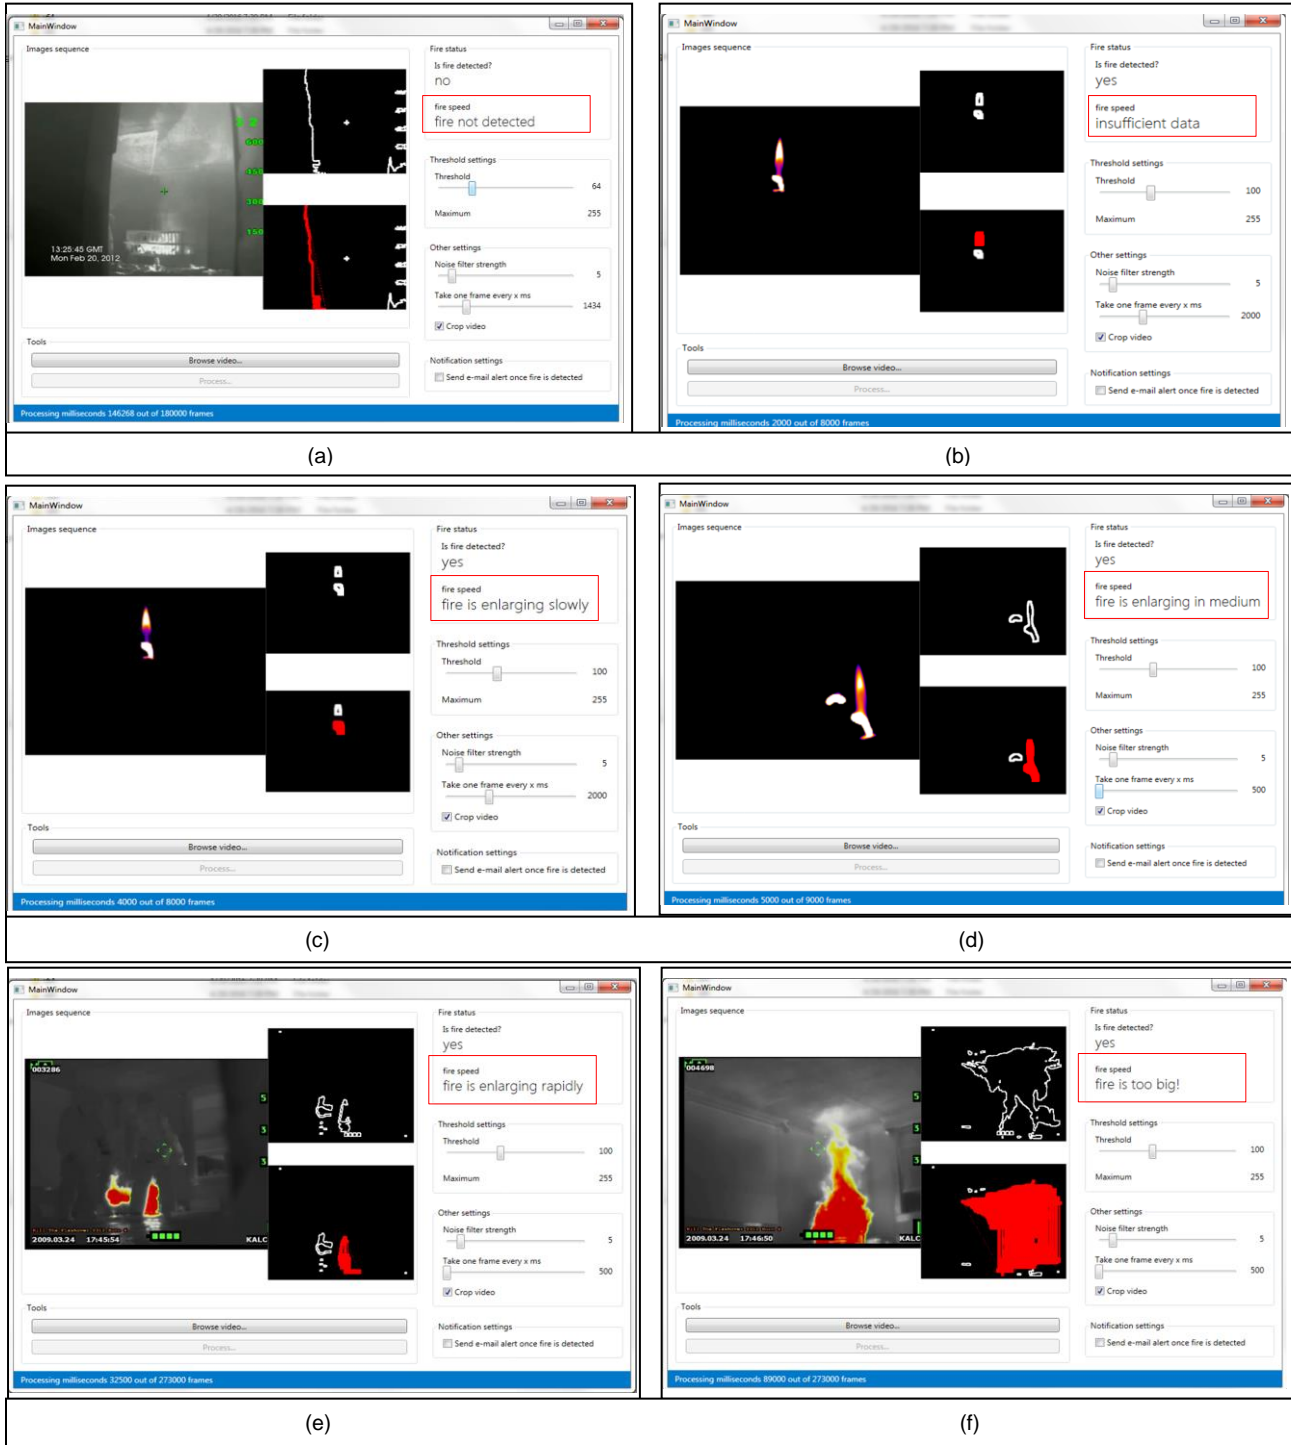 MainWindow
Images sequence
13:25:45 GMT
Mon Feb 20, 2012
600
450
300
150
Fire status
Is fire detected?
no
fire speed
fire not detected
Threshold settings
Threshold
64
Maximum
255
Other settings
Noise filter strength
5
Take one frame every x ms
1434
Crop video
Tools
Browse video...
Process...
Notification settings
Send e-mail alert once fire is detected
Processing milliseconds 146268 out of 180000 frames
(a)
MainWindow
Images sequence
Fire status
Is fire detected?
yes
fire speed
insufficient data
Threshold settings
Threshold
100
Maximum
255
Other settings
Noise filter strength
5
Take one frame every x ms
2000
Crop video
Tools
Browse video...
Process...
Notification settings
Send e-mail alert once fire is detected
Processing milliseconds 2000 out of 8000 frames
(b)
MainWindow
Images sequence
Fire status
Is fire detected?
yes
fire speed
fire is enlarging slowly
Threshold settings
Threshold
100
Maximum
255
Other settings
Noise filter strength
5
Take one frame every x ms
2000
Crop video
Tools
Browse video...
Process...
Notification settings
Send e-mail alert once fire is detected
Processing milliseconds 4000 out of 8000 frames
(c)
MainWindow
Images sequence
Fire status
Is fire detected?
yes
fire speed
fire is enlarging in medium
Threshold settings
Threshold
100
Maximum
255
Other settings
Noise filter strength
5
Take one frame every x ms
500
Crop video
Tools
Browse video...
Process...
Notification settings
Send e-mail alert once fire is detected
Processing milliseconds 5000 out of 9000 frames
(d)
MainWindow
Images sequence
003286
5
3
3
2009.03.24 17:45:54
KALC
Fire status
Is fire detected?
yes
fire speed
fire is enlarging rapidly
Threshold settings
Threshold
100
Maximum
255
Other settings
Noise filter strength
5
Take one frame every x ms
500
Crop video
Tools
Browse video...
Process...
Notification settings
Send e-mail alert once fire is detected
Processing milliseconds 32500 out of 273000 frames
(e)
MainWindow
Images sequence
004698
5
3
3
2009.03.24 17:46:50
KALC
Fire status
Is fire detected?
yes
fire speed
fire is too big!
Threshold settings
Threshold
100
Maximum
255
Other settings
Noise filter strength
5
Take one frame every x ms
500
Crop video
Tools
Browse video...
Process...
Notification settings
Send e-mail alert once fire is detected
Processing milliseconds 89000 out of 273000 frames
(f)